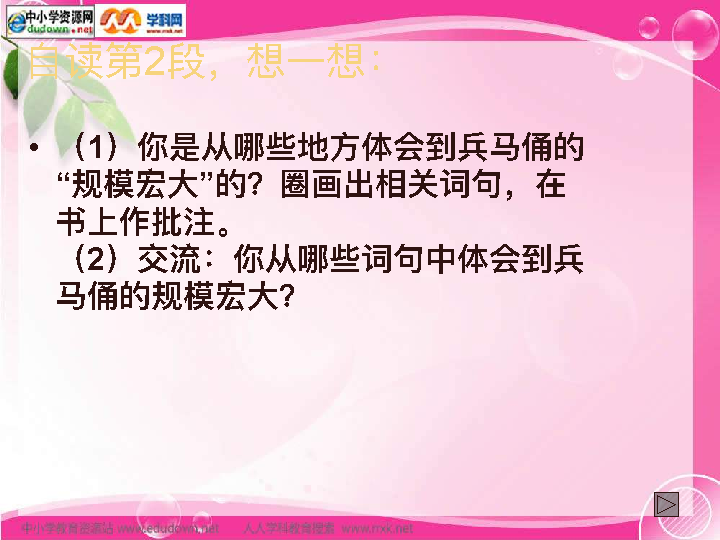 中小学资源网
dudown.net
学科网
www.nxk.net
自读第2段，想一想：
• （1）你是从哪些地方体会到兵马俑的
“规模宏大”的？圈画出相关词句，在
书上作批注。
（2）交流：你从哪些词句中体会到兵
马俑的规模宏大?
中小学教育资源站 www.edudown.net 人人学科教育搜索 www.nxk.net